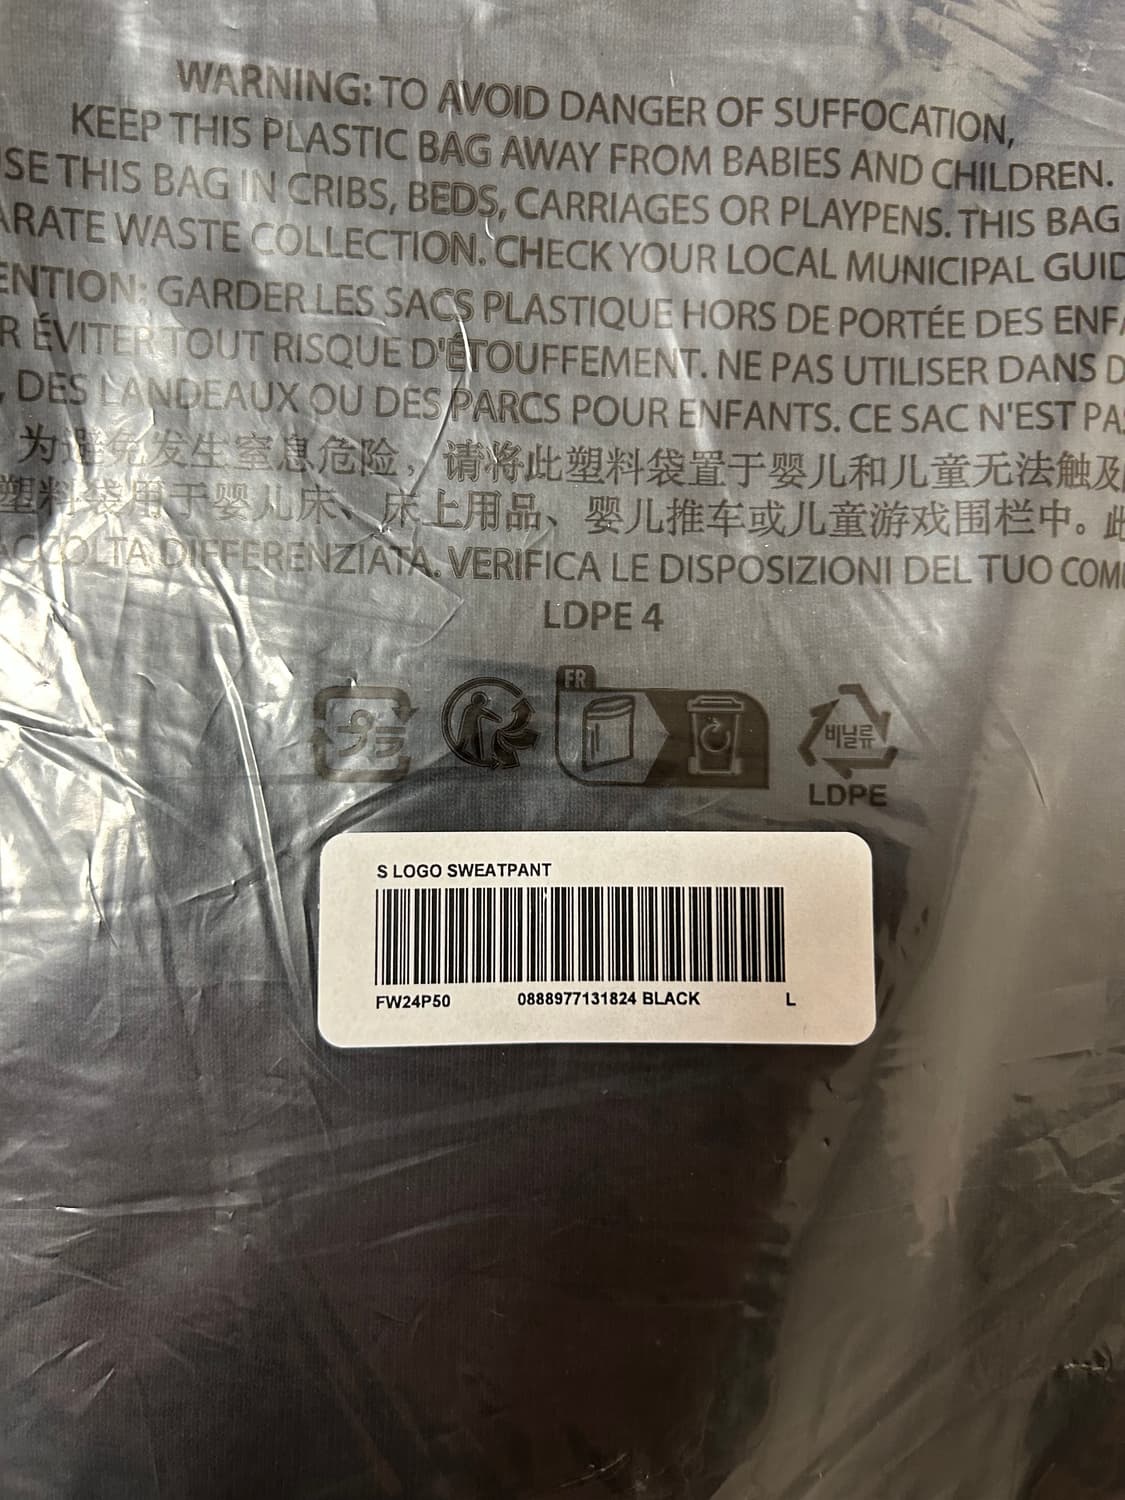 WARNING: TO AVOID DANGER OF SUFFOCATION,
KEEP THIS PLASTIC BAG AWAY FROM BABIES AND CHILDREN.
SE THIS BAG IN CRIBS, BEDS, CARRIAGES OR PLAYPENS. THIS BAG
ARATE WASTE COLLECTION. CHECK YOUR LOCAL MUNICIPAL GUID
ENTION: GARDER LES SACS PLASTIQUE HORS DE PORTÉE DES ENFA
R ÉVITER TOUT RISQUE D'ÉTOUFFEMENT. NE PAS UTILISER DANS D
, DES LANDEAUX OU DES PARCS POUR ENFANTS. CE SAC N'EST PAS
为避免发生窒息危险，请将此塑料袋置于婴儿和儿童无法触及
塑料袋用于婴儿床、床上用品、婴儿推车或儿童游戏围栏中。此
ACCOLTA DIFFERENZIATA. VERIFICA LE DISPOSIZIONI DEL TUO COMU
LDPE 4
プラ
FR
비닐류
LDPE
S LOGO SWEATPANT
FW24P50 0888977131824 BLACK L